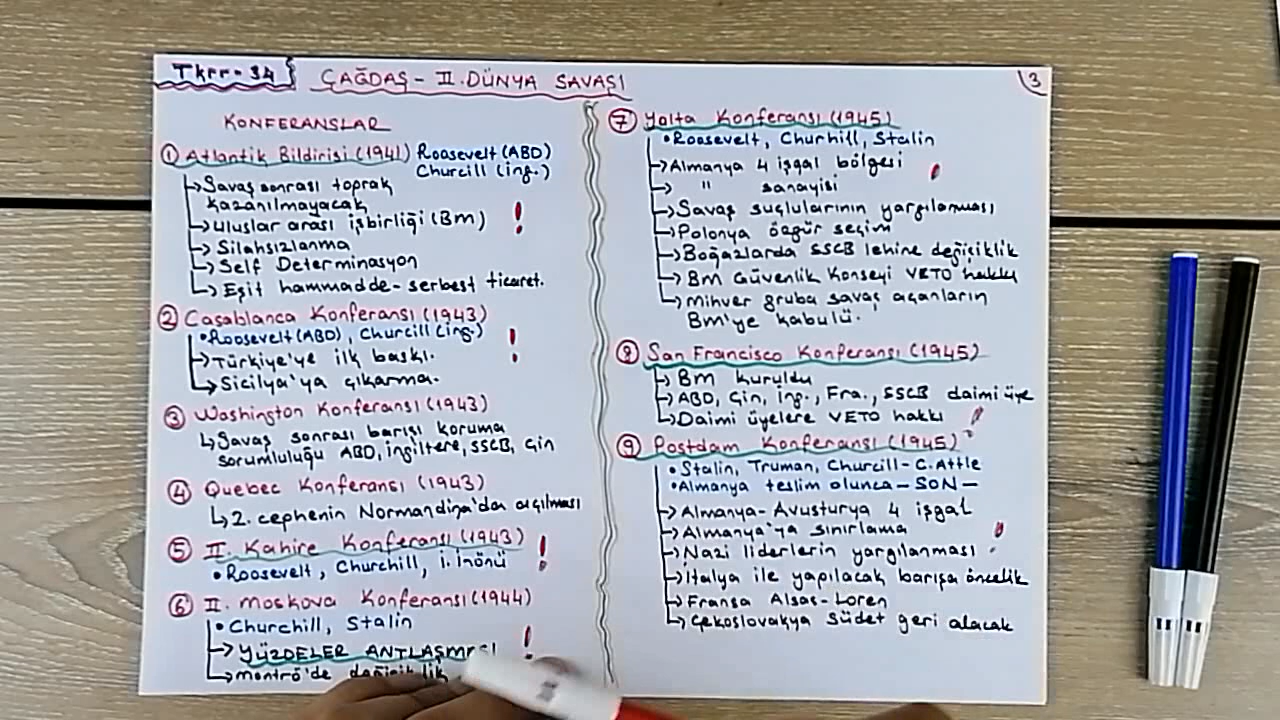 Tkrr-34
ÇAĞDAŞ - II. DÜNYA SAVAŞI
3
KONFERANSLAR
① Atlantik Bildirisi (1941) Roosevelt (ABD)
Churcill (ing.)
→ Savaş sonrası toprak
kazanılmayacak
→ Uluslar arası işbirliği (Bm) !
→ Silahsızlanma
→ Self Determinasyon
→ Eşit hammadde - serbest ticaret.
② Casablanca Konferansı (1943)
• Roosevelt (ABD), Churcill (ing.) !
→ Türkiye'ye ilk baskı.
→ Sicilya'ya çıkarma.
③ Washington Konferansı (1943)
↳ Savaş sonrası barışı koruma
sorumluluğu ABD, ingiltere, SSCB, Çin
④ Quebec Konferansı (1943)
↳ 2. cephenin Normandiya'da açılması
⑤ II. Kahire Konferansı (1943) !
• Roosevelt, Churchill, i. inönü
⑥ II. Moskova Konferansı (1944)
• Churchill, Stalin
→ YÜZDELER ANTLAŞMASI !
→ Montrö'de değişiklik
⑦ Yalta Konferansı (1945)
• Roosevelt, Churhill, Stalin
→ Almanya 4 işgal bölgesi !
→ " sanayisi
→ Savaş suçlularının yargılanması
→ Polonya özgür seçim
→ Boğazlarda SSCB lehine değişiklik
→ Bm Güvenlik Konseyi VETO hakkı
→ Mihver gruba savaş açanların
Bm'ye kabulü.
⑧ San Francisco Konferansı (1945)
→ Bm kuruldu
→ ABD, Çin, ing., Fra., SSCB daimi üye
→ Daimi üyelere VETO hakkı !
⑨ Postdam Konferansı (1945)
• Stalin, Truman, Churcill - C. Attle
• Almanya teslim olunca - SON -
→ Almanya - Avusturya 4 işgal
→ Almanya'ya sınırlama !
→ Nazi liderlerin yargılanması
→ İtalya ile yapılacak barışa öncelik
→ Fransa Alsas-Loren
→ Çekoslovakya Südet geri alacak